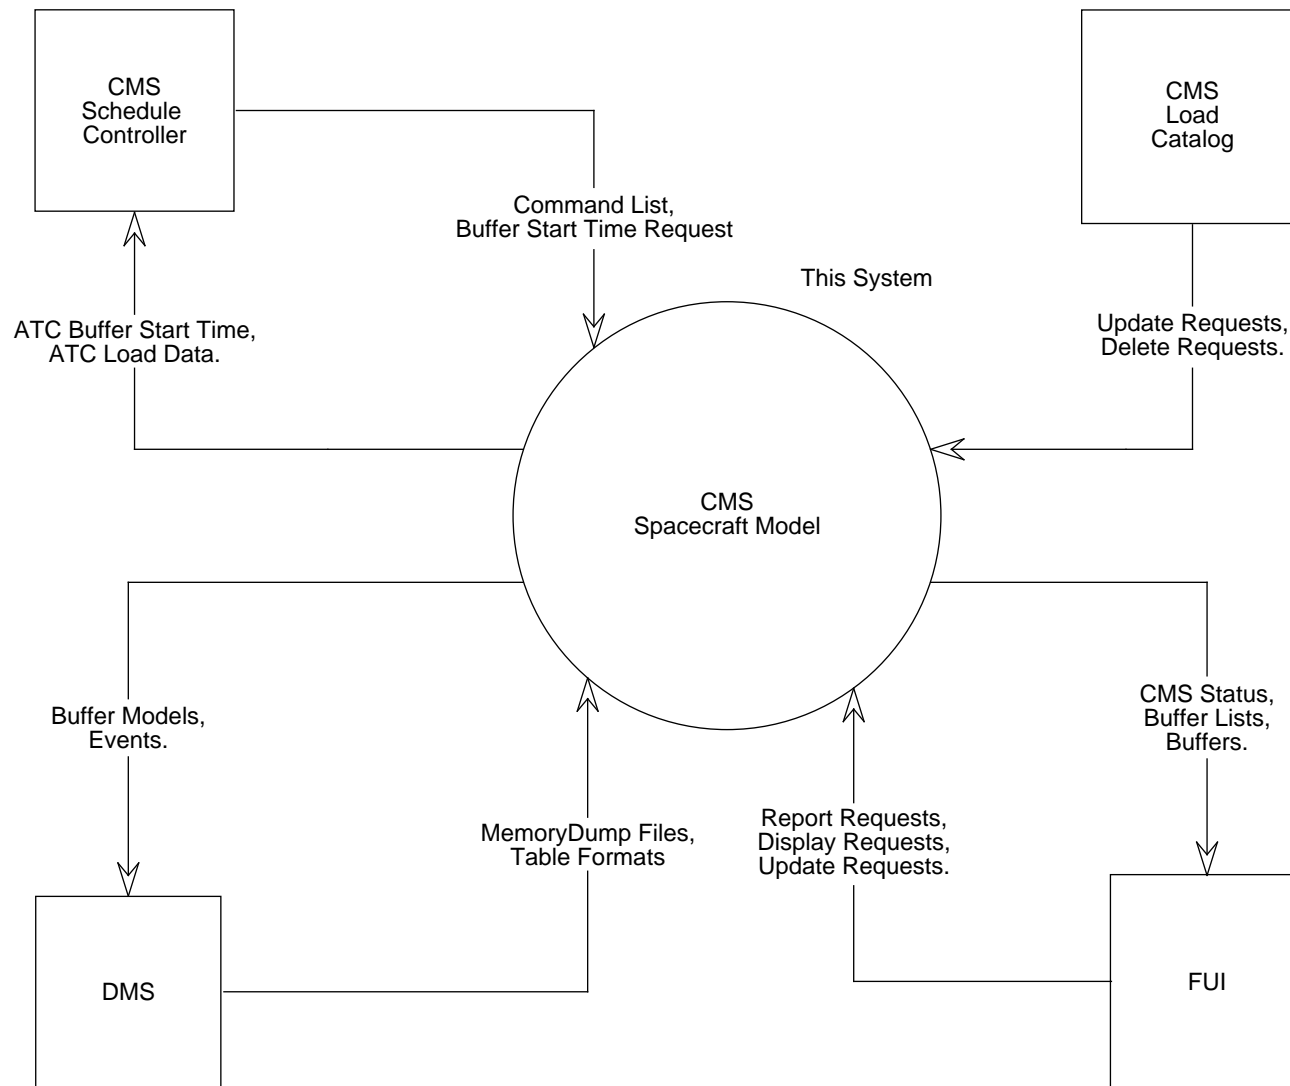 CMS
Schedule
Controller
CMS
Load
Catalog
Command List,
Buffer Start Time Request
This System
ATC Buffer Start Time,
ATC Load Data.
Update Requests,
Delete Requests.
CMS
Spacecraft Model
Buffer Models,
Events.
CMS Status,
Buffer Lists,
Buffers.
MemoryDump Files,
Table Formats
Report Requests,
Display Requests,
Update Requests.
DMS
FUI